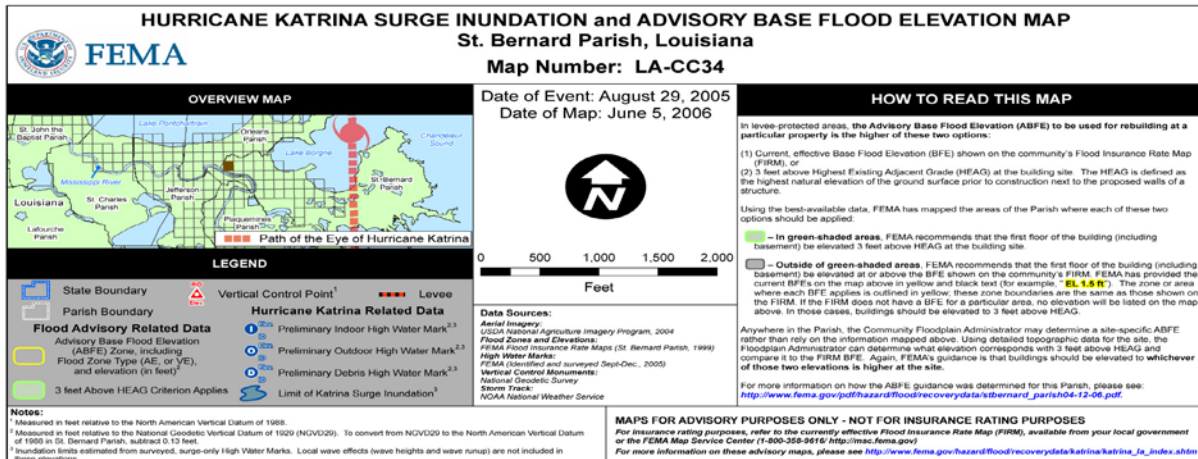 HURRICANE KATRINA SURGE INUNDATION and ADVISORY BASE FLOOD ELEVATION MAP
St. Bernard Parish, Louisiana
Map Number: LA-CC34
U.S. DEPARTMENT OF HOMELAND SECURITY
FEMA
OVERVIEW MAP
St. John the
Baptist Parish
Lake Pontchartrain
Orleans
Parish
Chandeleur
Sound
Lake Borgne
Mississippi River
St. Bernard
Parish
Jefferson
Parish
Louisiana
St. Charles
Parish
Plaquemines
Parish
Lafourche
Parish
Path of the Eye of Hurricane Katrina
LEGEND
State Boundary
Vertical Control Point1
Levee
Parish Boundary
Flood Advisory Related Data
Advisory Base Flood Elevation
(ABFE) Zone, including
Flood Zone Type (AE, or VE),
and elevation (in feet)2
3 feet Above HEAG Criterion Applies
Hurricane Katrina Related Data
Preliminary Indoor High Water Mark2,3
Preliminary Outdoor High Water Mark2,3
Preliminary Debris High Water Mark2,3
Limit of Katrina Surge Inundation3
Date of Event: August 29, 2005
Date of Map: June 5, 2006
N
0 500 1,000 1,500 2,000
Feet
Data Sources:
Aerial Imagery:
USDA National Agriculture Imagery Program, 2004
Flood Zones and Elevations:
FEMA Flood Insurance Rate Maps (St. Bernard Parish, 1999)
High Water Marks:
FEMA (Identified and surveyed Sept-Dec., 2005)
Vertical Control Monuments:
National Geodetic Survey
Storm Track:
NOAA National Weather Service
HOW TO READ THIS MAP
In levee-protected areas, the Advisory Base Flood Elevation (ABFE) to be used for rebuilding at a
particular property is the higher of these two options:
(1) Current, effective Base Flood Elevation (BFE) shown on the community's Flood Insurance Rate Map
(FIRM), or
(2) 3 feet above Highest Existing Adjacent Grade (HEAG) at the building site. The HEAG is defined as
the highest natural elevation of the ground surface prior to construction next to the proposed walls of a
structure.
Using the best-available data, FEMA has mapped the areas of the Parish where each of these two
options should be applied:
– In green-shaded areas, FEMA recommends that the first floor of the building (including
basement) be elevated 3 feet above HEAG at the building site.
– Outside of green-shaded areas, FEMA recommends that the first floor of the building (including
basement) be elevated at or above the BFE shown on the community's FIRM. FEMA has provided the
current BFEs on the map above in yellow and black text (for example, "EL 1.5 ft"). The zone or area
where each BFE applies is outlined in yellow; these zone boundaries are the same as those shown on
the FIRM. If the FIRM does not have a BFE for a particular area, no elevation will be listed on the map
above. In those cases, buildings should be elevated to 3 feet above HEAG.
Anywhere in the Parish, the Community Floodplain Administrator may determine a site-specific ABFE
rather than rely on the information mapped above. Using detailed topographic data for the site, the
Floodplain Administrator can determine what elevation corresponds with 3 feet above HEAG and
compare it to the FIRM BFE. Again, FEMA's guidance is that buildings should be elevated to whichever
of those two elevations is higher at the site.
For more information on how the ABFE guidance was determined for this Parish, please see:
http://www.fema.gov/pdf/hazard/flood/recoverydata/stbernard_parish04-12-06.pdf.
Notes:
1 Measured in feet relative to the North American Vertical Datum of 1988.
2 Measured in feet relative to the National Geodetic Vertical Datum of 1929 (NGVD29). To convert from NGVD29 to the North American Vertical Datum
of 1988 in St. Bernard Parish, subtract 0.13 feet.
3 Inundation limits estimated from surveyed, surge-only High Water Marks. Local wave effects (wave heights and wave runup) are not included in
these elevations.
MAPS FOR ADVISORY PURPOSES ONLY - NOT FOR INSURANCE RATING PURPOSES
For insurance rating purposes, refer to the currently effective Flood Insurance Rate Map (FIRM), available from your local government
or the FEMA Map Service Center (1-800-358-9616/ http://msc.fema.gov)
For more information on these advisory maps, please see http://www.fema.gov/hazard/flood/recoverydata/katrina/katrina_la_index.shtm